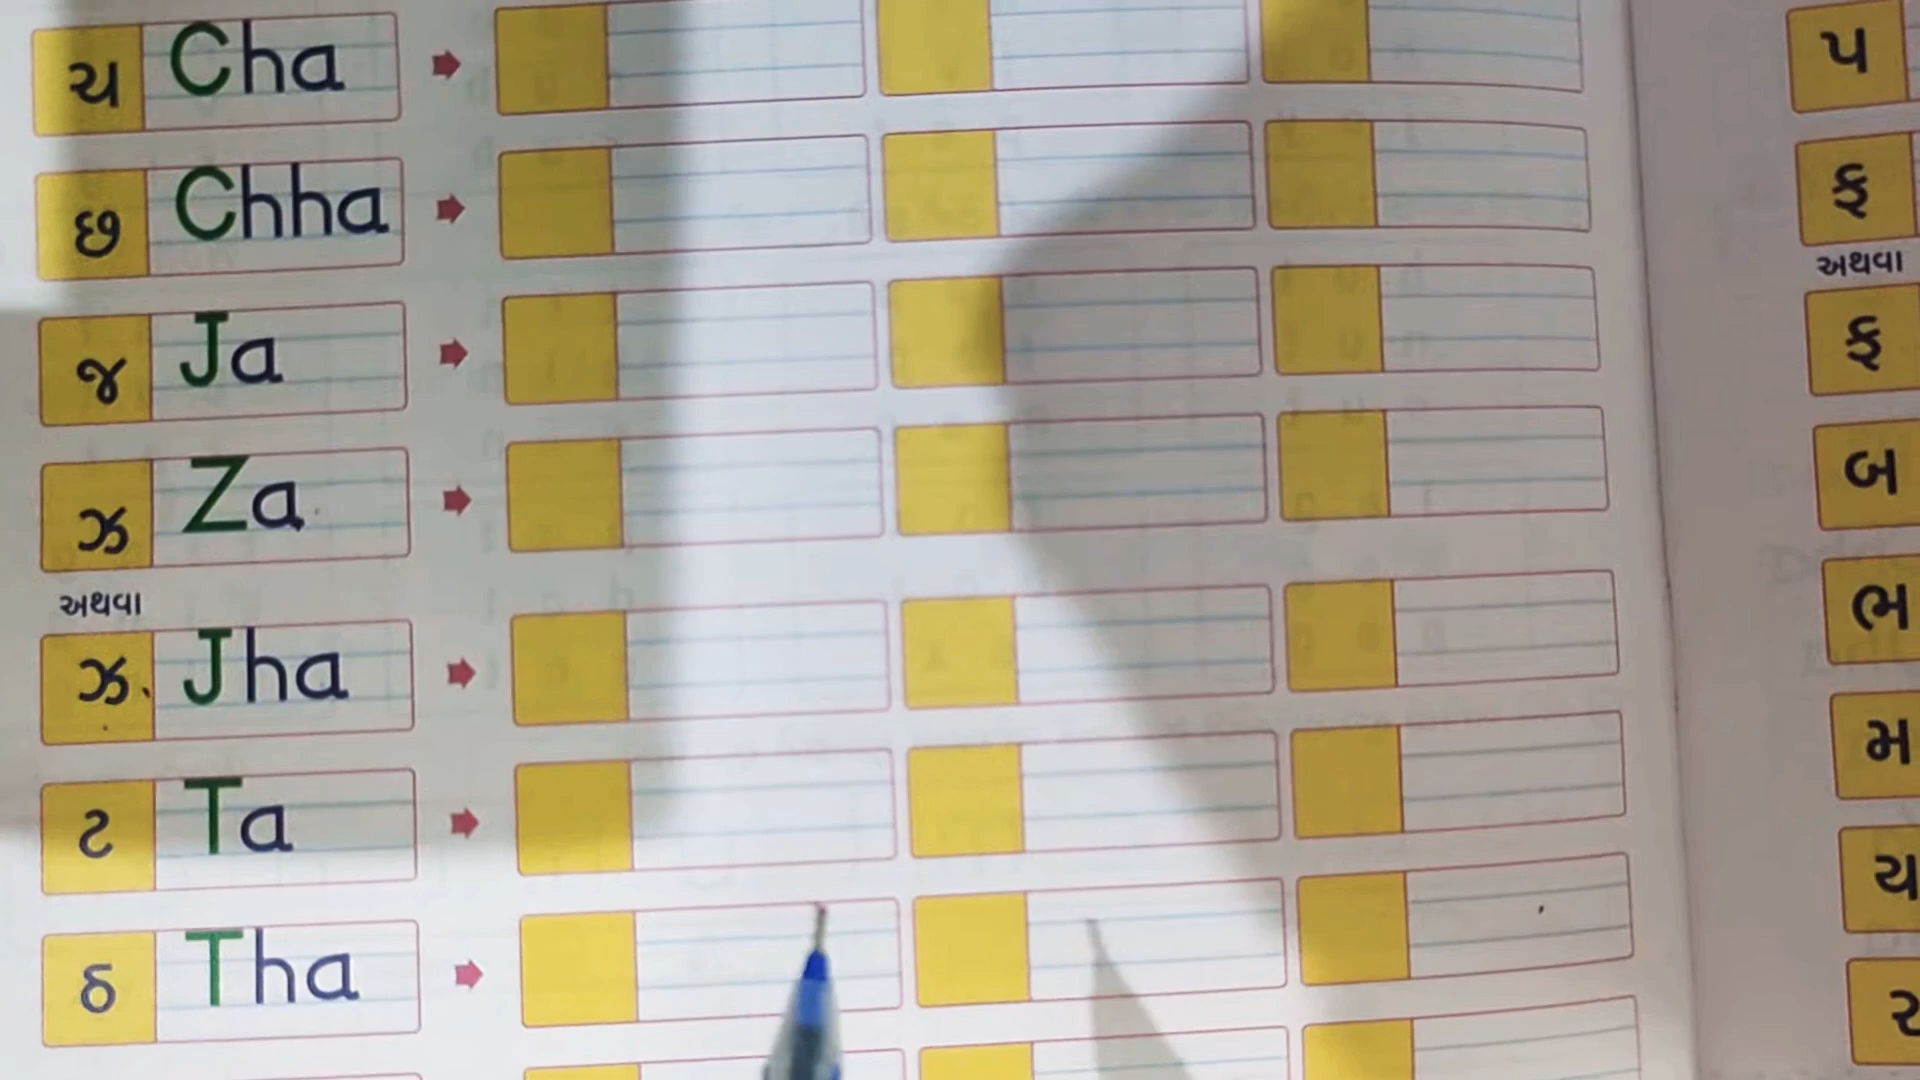 ચ Cha
છ Chha
જ Ja
ઝ Za
અથવા
ઝ Jha
ટ Ta
ઠ Tha
પ
ફ
અથવા
ફ
બ
ભ
મ
ય
ર